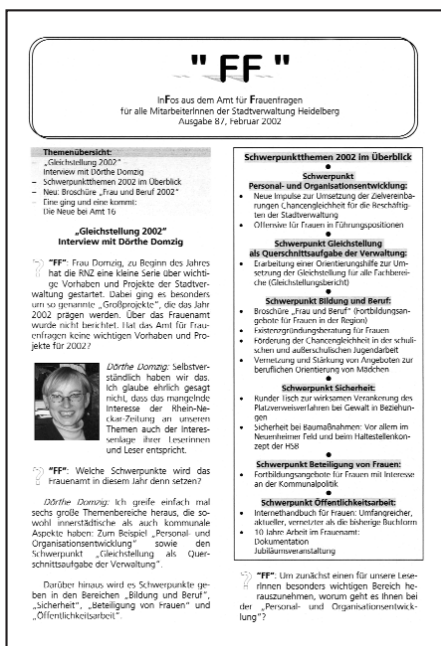 " FF "
InFos aus dem Amt für Frauenfragen
für alle MitarbeiterInnen der Stadtverwaltung Heidelberg
Ausgabe 87, Februar 2002
Themenübersicht:
– „Gleichstellung 2002"
Interview mit Dörthe Domzig
– Schwerpunktthemen 2002 im Überblick
– Neu: Broschüre „Frau und Beruf 2002"
– Eine ging und eine kommt:
Die Neue bei Amt 16
„Gleichstellung 2002"
Interview mit Dörthe Domzig
? "FF": Frau Domzig, zu Beginn des Jahres
hat die RNZ eine kleine Serie über wichti-
ge Vorhaben und Projekte der Stadtver-
waltung gestartet. Dabei ging es besonders
um so genannte „Großprojekte", die das Jahr
2002 prägen werden. Über das Frauenamt
wurde nicht berichtet. Hat das Amt für Frau-
enfragen keine wichtigen Vorhaben und Pro-
jekte für 2002?
Dörthe Domzig: Selbstver-
ständlich haben wir das.
Ich glaube ehrlich gesagt
nicht, dass das mangelnde
Interesse der Rhein-Ne-
ckar-Zeitung an unseren
Themen auch der Interes-
senlage ihrer Leserinnen
und Leser entspricht.
? "FF": Welche Schwerpunkte wird das
Frauenamt in diesem Jahr denn setzen?
Dörthe Domzig: Ich greife einfach mal
sechs große Themenbereiche heraus, die so-
wohl innerstädtische als auch kommunale
Aspekte haben: Zum Beispiel „Personal- und
Organisationsentwicklung" sowie den
Schwerpunkt „Gleichstellung als Quer-
schnittsaufgabe der Verwaltung".
Darüber hinaus wird es Schwerpunkte ge-
ben in den Bereichen „Bildung und Beruf",
„Sicherheit", „Beteiligung von Frauen" und
„Öffentlichkeitsarbeit".
Schwerpunktthemen 2002 im Überblick
●
Schwerpunkt
Personal- und Organisationsentwicklung:
• Neue Impulse zur Umsetzung der Zielvereinba-
rungen Chancengleichheit für die Beschäftig-
ten der Stadtverwaltung
• Offensive für Frauen in Führungspositionen
●
Schwerpunkt Gleichstellung
als Querschnittsaufgabe der Verwaltung:
• Erarbeitung einer Orientierungshilfe zur Um-
setzung der Gleichstellung für alle Fachberei-
che (Gleichstellungsbericht)
●
Schwerpunkt Bildung und Beruf:
• Broschüre „Frau und Beruf" (Fortbildungsan-
gebote für Frauen in der Region)
• Existenzgründungsberatung für Frauen
• Förderung der Chancengleichheit in der schuli-
schen und außerschulischen Jugendarbeit
• Vernetzung und Stärkung von Angeboten zur
beruflichen Orientierung von Mädchen
●
Schwerpunkt Sicherheit:
• Runder Tisch zur wirksamen Verankerung des
Platzverweisverfahren bei Gewalt in Beziehun-
gen
• Sicherheit bei Baumaßnahmen: Vor allem im
Neuenheimer Feld und beim Haltestellenkon-
zept der HSB
●
Schwerpunkt Beteiligung von Frauen:
• Fortbildungsangebote für Frauen mit Interesse
an der Kommunalpolitik
●
Schwerpunkt Öffentlichkeitsarbeit:
• Internethandbuch für Frauen: Umfangreicher,
aktueller, vernetzter als die bisherige Buchform
• 10 Jahre Arbeit im Frauenamt:
Dokumentation
Jubiläumsveranstaltung
? "FF": Um zunächst einen für unsere Lese-
rInnen besonders wichtigen Bereich he-
rauszunehmen, worum geht es Ihnen bei
der „Personal- und Organisationsentwick-
lung"?